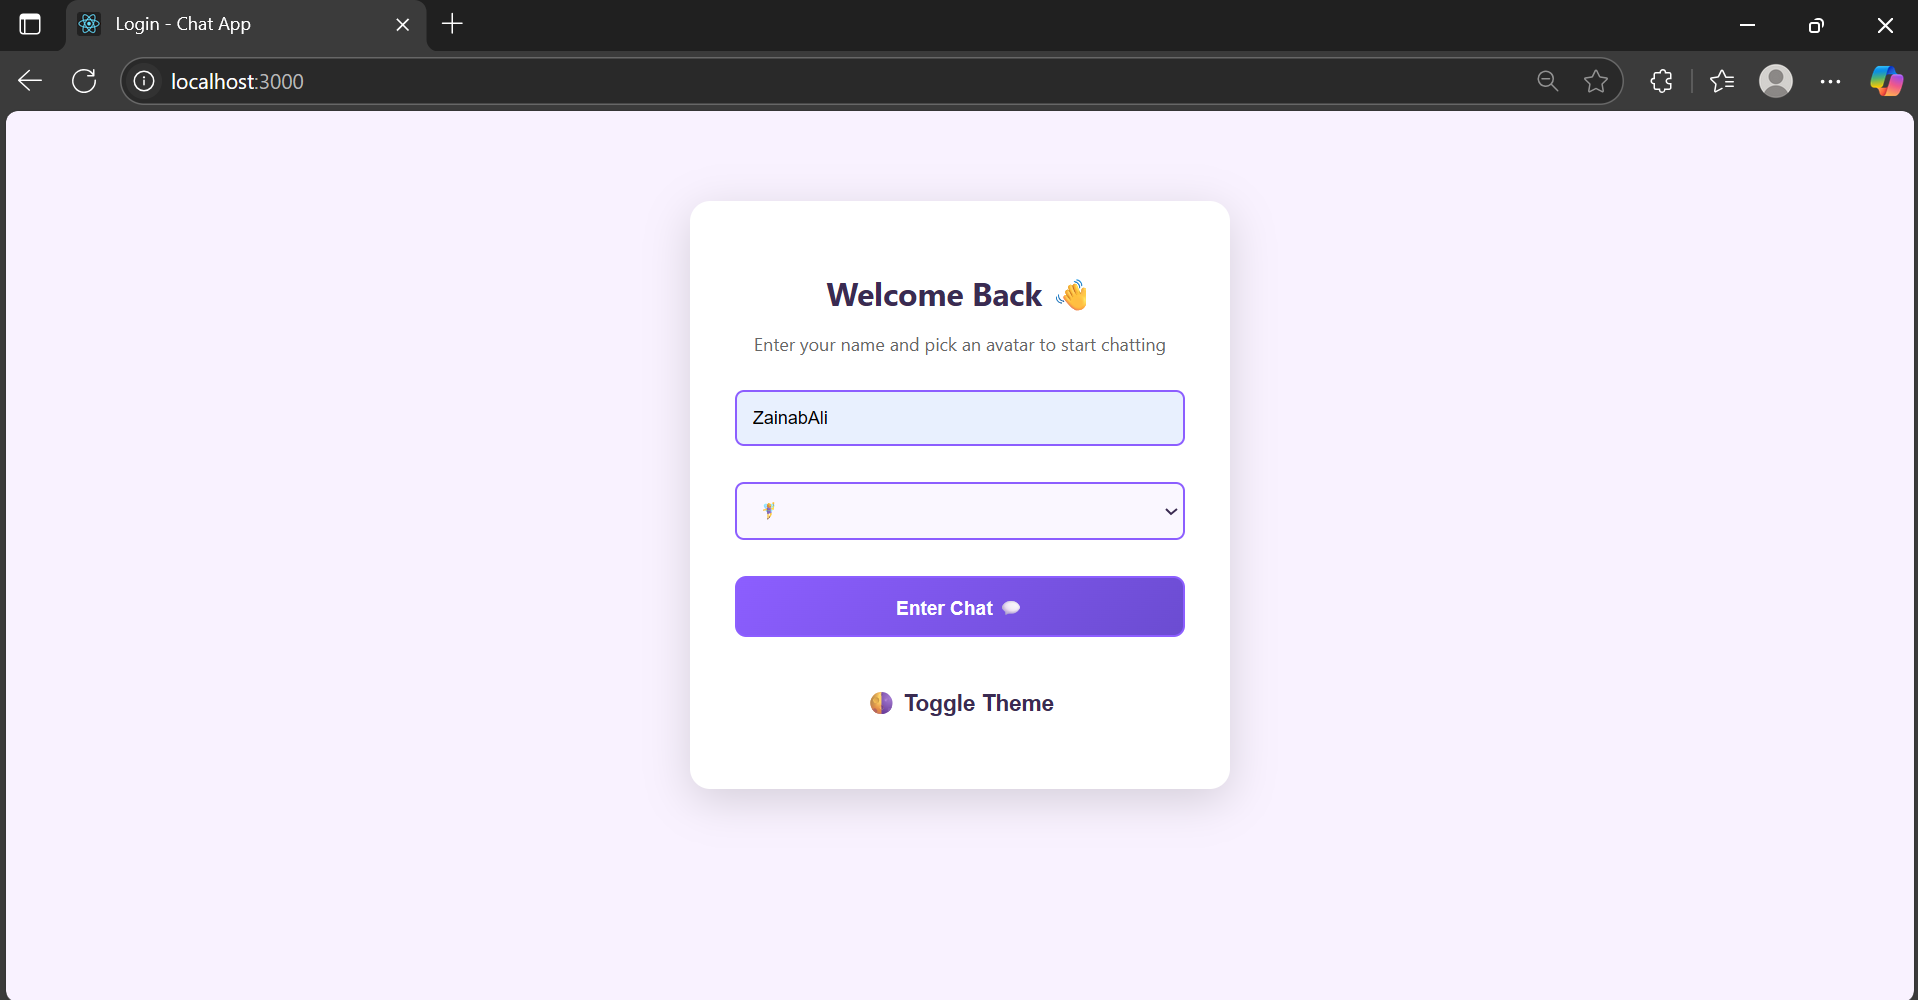 Login - Chat App
localhost:3000
Welcome Back 👋
Enter your name and pick an avatar to start chatting
ZainabAli
Enter Chat 💬
Toggle Theme